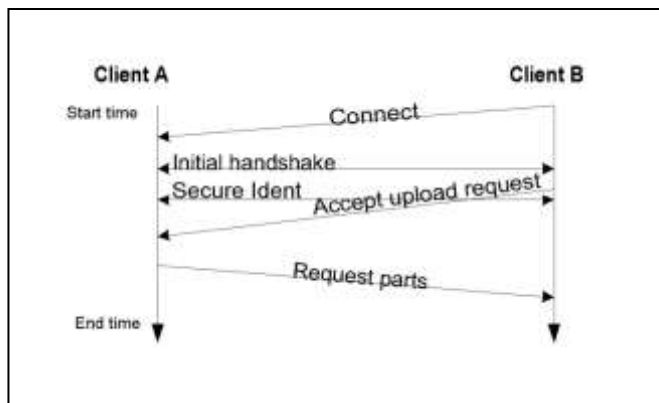 Client A
Client B
Start time
Connect
Initial handshake
Secure Ident
Accept upload request
Request parts
End time